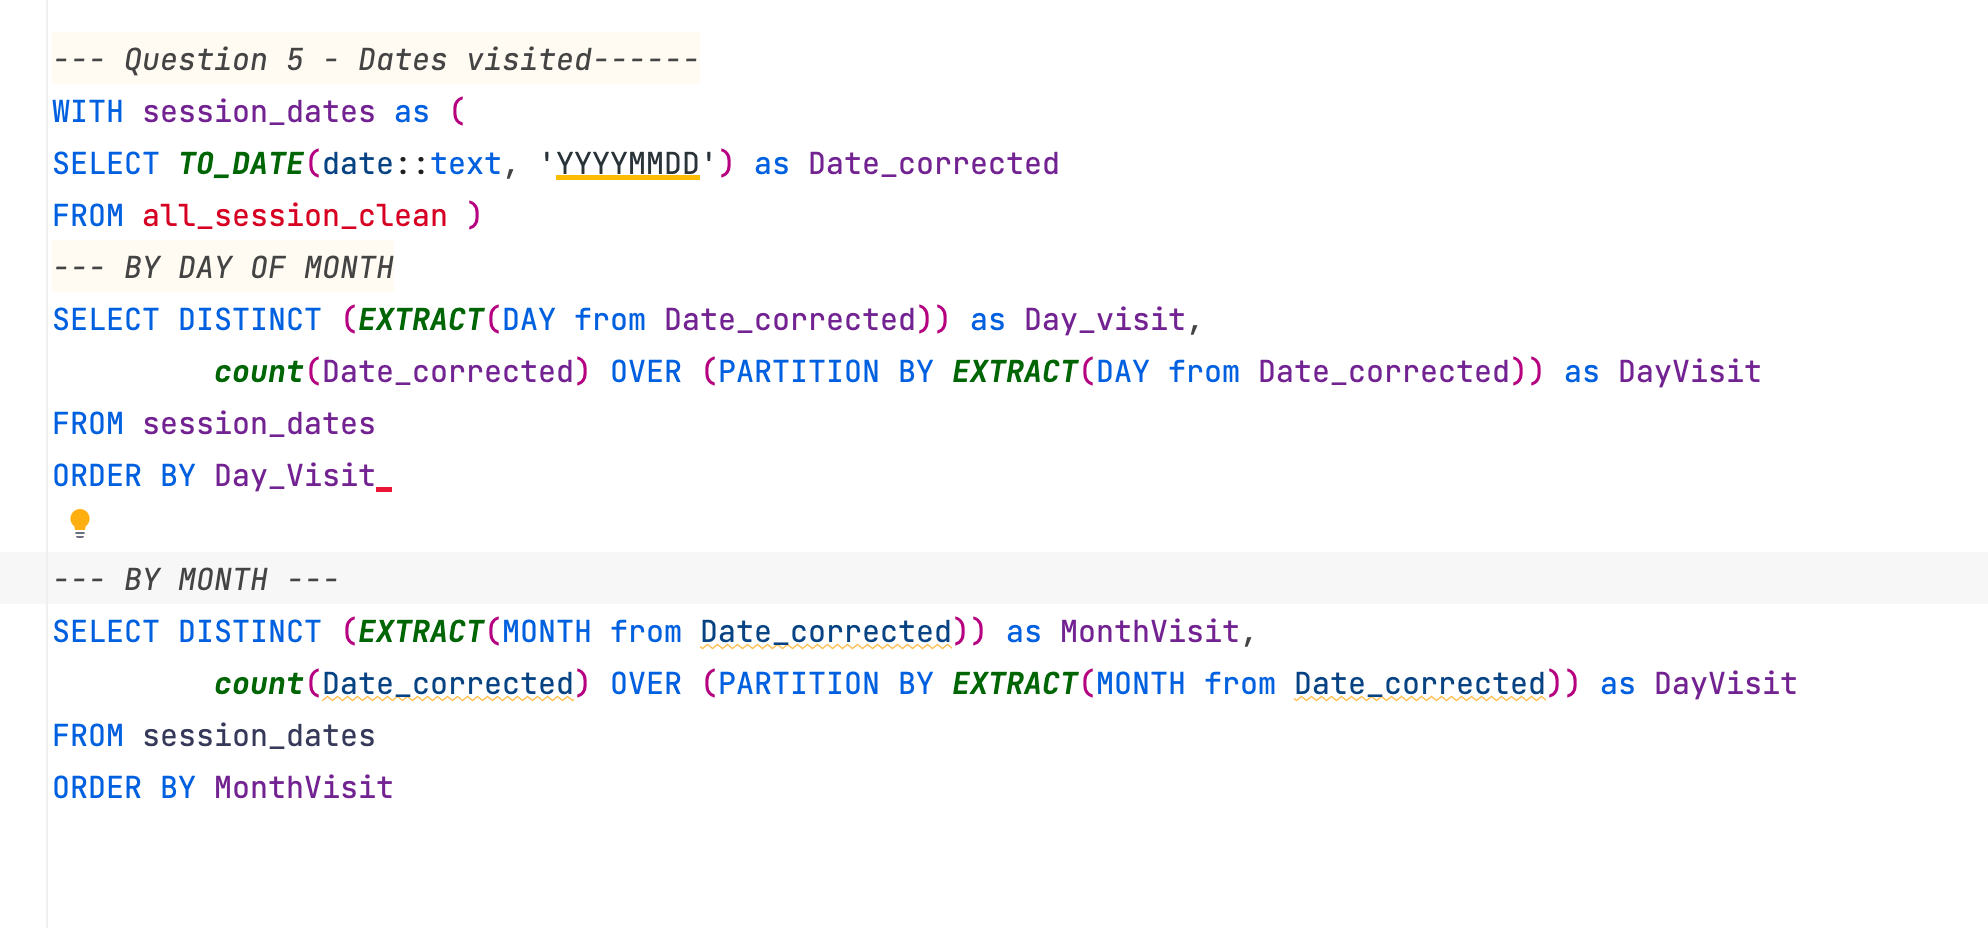 --- Question 5 - Dates visited------
WITH session_dates as (
SELECT TO_DATE(date::text, 'YYYYMMDD') as Date_corrected
FROM all_session_clean )
--- BY DAY OF MONTH
SELECT DISTINCT (EXTRACT(DAY from Date_corrected)) as Day_visit,
         count(Date_corrected) OVER (PARTITION BY EXTRACT(DAY from Date_corrected)) as DayVisit
FROM session_dates
ORDER BY Day_Visit
--- BY MONTH ---
SELECT DISTINCT (EXTRACT(MONTH from Date_corrected)) as MonthVisit,
         count(Date_corrected) OVER (PARTITION BY EXTRACT(MONTH from Date_corrected)) as DayVisit
FROM session_dates
ORDER BY MonthVisit